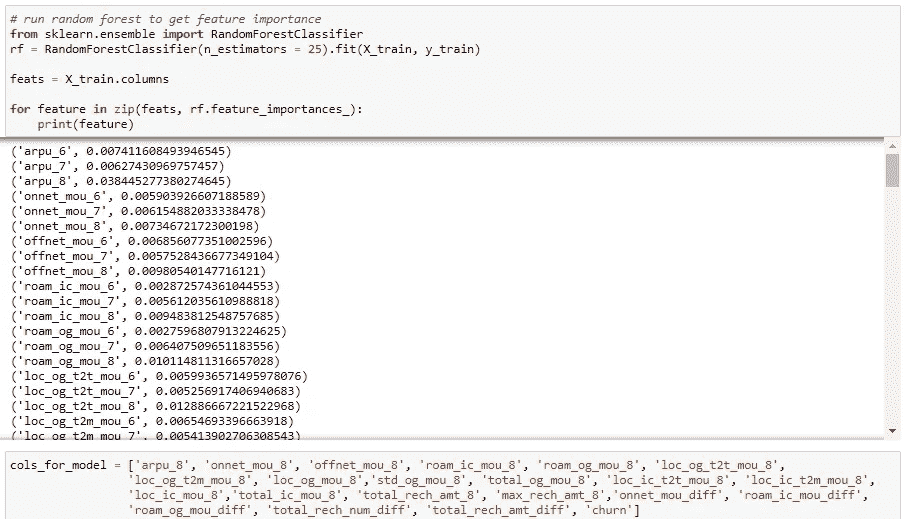 # run random forest to get feature importance
from sklearn.ensemble import RandomForestClassifier
rf = RandomForestClassifier(n_estimators = 25).fit(X_train, y_train)
feats = X_train.columns
for feature in zip(feats, rf.feature_importances_):
    print(feature)
('arpu_6', 0.007411608493946545)
('arpu_7', 0.00627430969757457)
('arpu_8', 0.038445277380274645)
('onnet_mou_6', 0.005903926607188589)
('onnet_mou_7', 0.006154882033338478)
('onnet_mou_8', 0.00734672172300198)
('offnet_mou_6', 0.006856077351002596)
('offnet_mou_7', 0.0057528436677349104)
('offnet_mou_8', 0.00980540147716121)
('roam_ic_mou_6', 0.002872574361044553)
('roam_ic_mou_7', 0.005612035610988818)
('roam_ic_mou_8', 0.009483812548757685)
('roam_og_mou_6', 0.0027596807913224625)
('roam_og_mou_7', 0.006407509651183556)
('roam_og_mou_8', 0.010114811316657028)
('loc_og_t2t_mou_6', 0.0059936571495978076)
('loc_og_t2t_mou_7', 0.005256917406940683)
('loc_og_t2t_mou_8', 0.012886667221522968)
('loc_og_t2m_mou_6', 0.00654693396663918)
('loc_og_t2m_mou_7', 0.005413902706308543)
cols_for_model = ['arpu_8', 'onnet_mou_8', 'offnet_mou_8', 'roam_ic_mou_8', 'roam_og_mou_8', 'loc_og_t2t_mou_8',
'loc_og_t2m_mou_8', 'loc_og_mou_8','std_og_mou_8', 'total_og_mou_8', 'loc_ic_t2t_mou_8', 'loc_ic_t2m_mou_8',
'loc_ic_mou_8','total_ic_mou_8', 'total_rech_amt_8', 'max_rech_amt_8','onnet_mou_diff', 'roam_ic_mou_diff',
'roam_og_mou_diff', 'total_rech_num_diff', 'total_rech_amt_diff', 'churn']